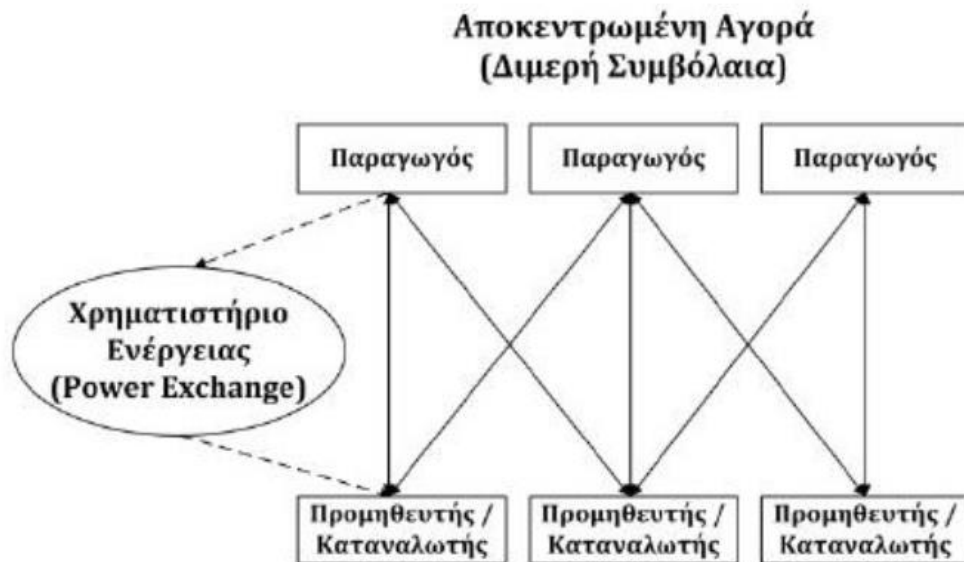 Αποκεντρωμένη Αγορά
(Διμερή Συμβόλαια)
Παραγωγός
Παραγωγός
Παραγωγός
Χρηματιστήριο
Ενέργειας
(Power Exchange)
Προμηθευτής /
Καταναλωτής
Προμηθευτής /
Καταναλωτής
Προμηθευτής /
Καταναλωτής